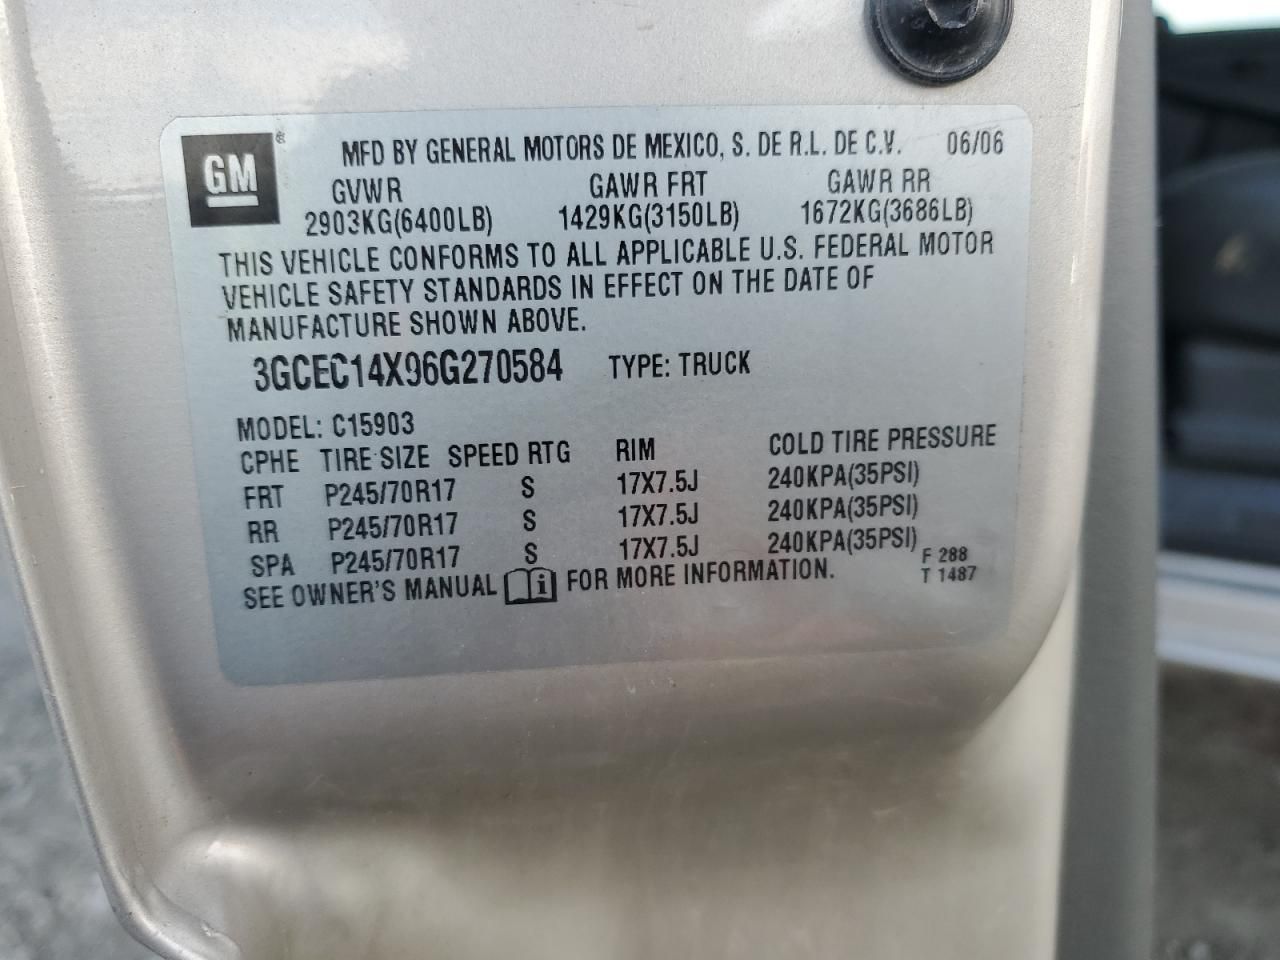 GM ® MFD BY GENERAL MOTORS DE MEXICO, S. DE R.L. DE C.V. 06/06
GVWR GAWR FRT GAWR RR
2903KG(6400LB) 1429KG(3150LB) 1672KG(3686LB)
THIS VEHICLE CONFORMS TO ALL APPLICABLE U.S. FEDERAL MOTOR
VEHICLE SAFETY STANDARDS IN EFFECT ON THE DATE OF
MANUFACTURE SHOWN ABOVE.
3GCEC14X96G270584 TYPE: TRUCK
MODEL: C15903
CPHE TIRE SIZE SPEED RTG RIM COLD TIRE PRESSURE
FRT P245/70R17 S 17X7.5J 240KPA(35PSI)
RR P245/70R17 S 17X7.5J 240KPA(35PSI)
SPA P245/70R17 S 17X7.5J 240KPA(35PSI)
SEE OWNER'S MANUAL i FOR MORE INFORMATION.
F 288
T 1487